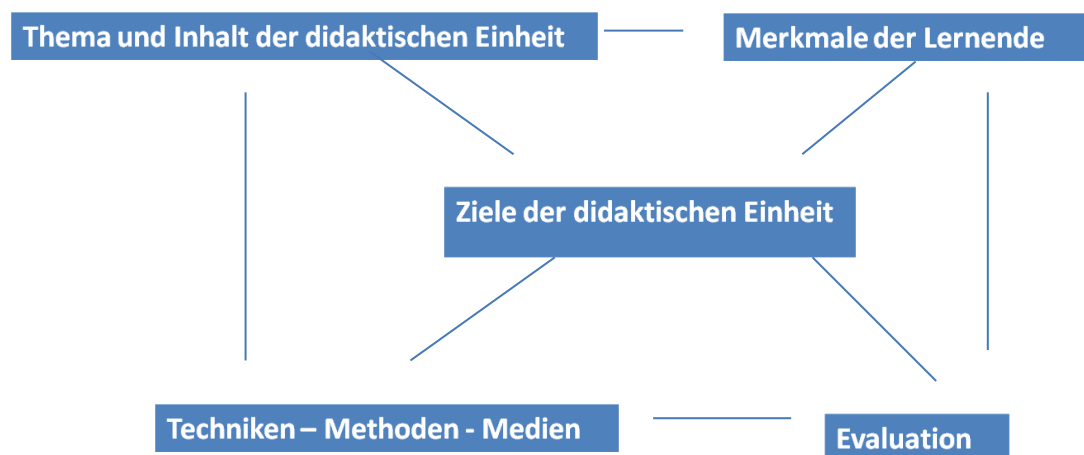 Thema und Inhalt der didaktischen Einheit
Merkmale der Lernende
Ziele der didaktischen Einheit
Techniken – Methoden - Medien
Evaluation